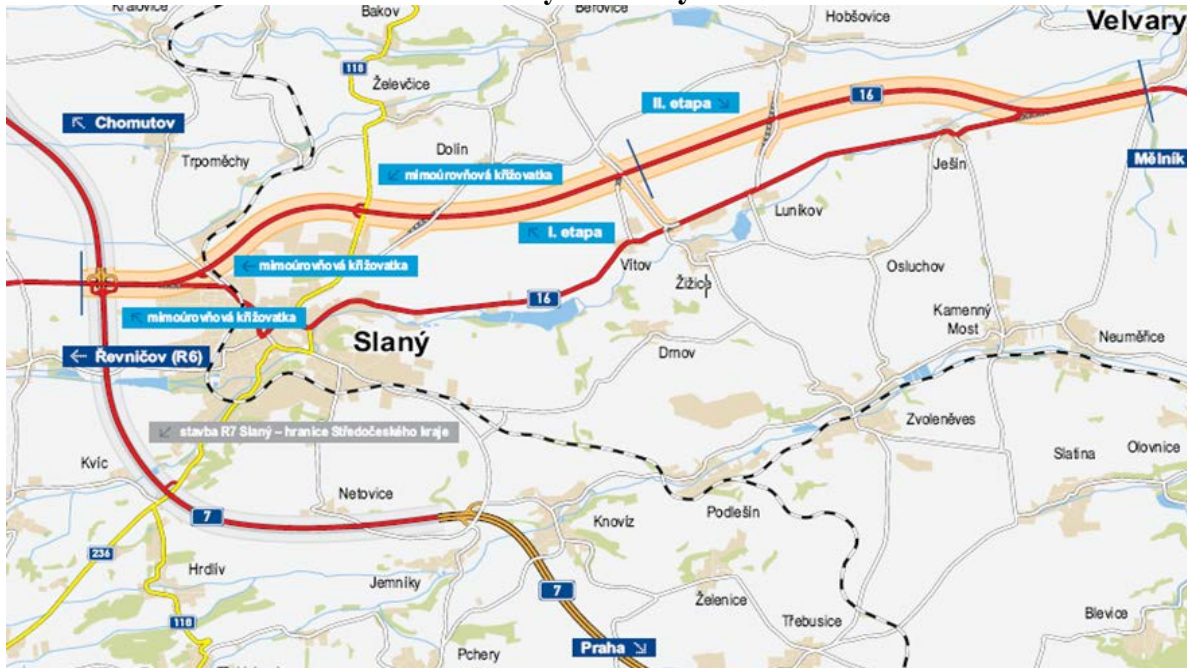 Bakov
Hobšovice
Velvary
118
Želevčice
16
II. etapa
Chomutov
Trpoměchy
Dolín
mimoúrovňová křižovatka
Ješín
Mělník
I. etapa
Luníkov
mimoúrovňová křižovatka
Vítov
Osluchov
Žižice
16
mimoúrovňová křižovatka
Kamenný
Most
Slaný
Neuměřice
Řevničov (R6)
Drnov
Zvoleněves
stavba R7 Slaný – hranice Středočeského kraje
Kvíc
Slatina
Olovnice
Netovice
7
Knovíz
Podlešín
236
Hrdlív
Jemníky
7
Želenice
118
Třebusice
Blevice
Praha
Pchery